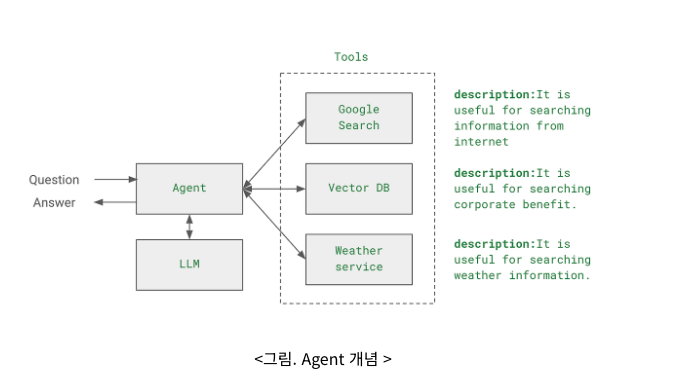 Tools
Google
Search
description:It is
useful for searching
information from
internet
Question
Answer
Agent
Vector DB
description:It is
useful for searching
corporate benefit.
LLM
Weather
service
description:It is
useful for searching
weather information.
<그림. Agent 개념 >